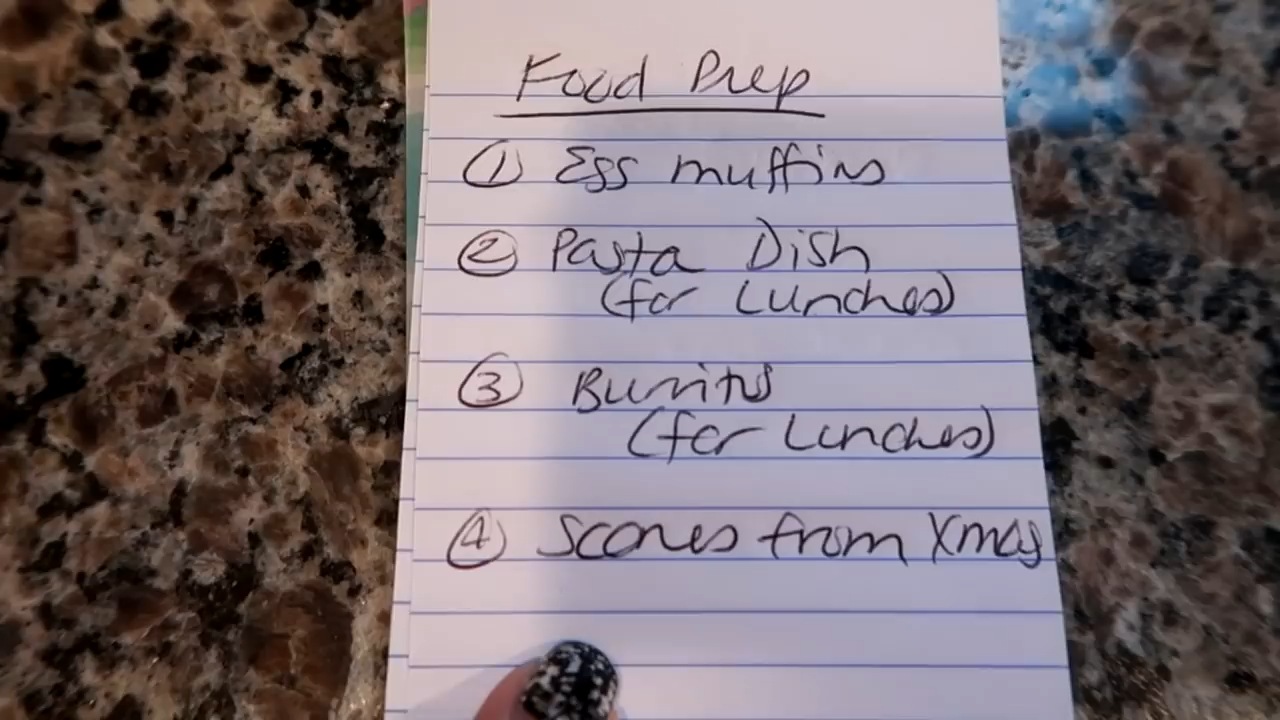 Food Prep
① Egg muffins
② Pasta Dish
(for Lunches)
③ Burritos
(for Lunches)
④ Scones from Xmas